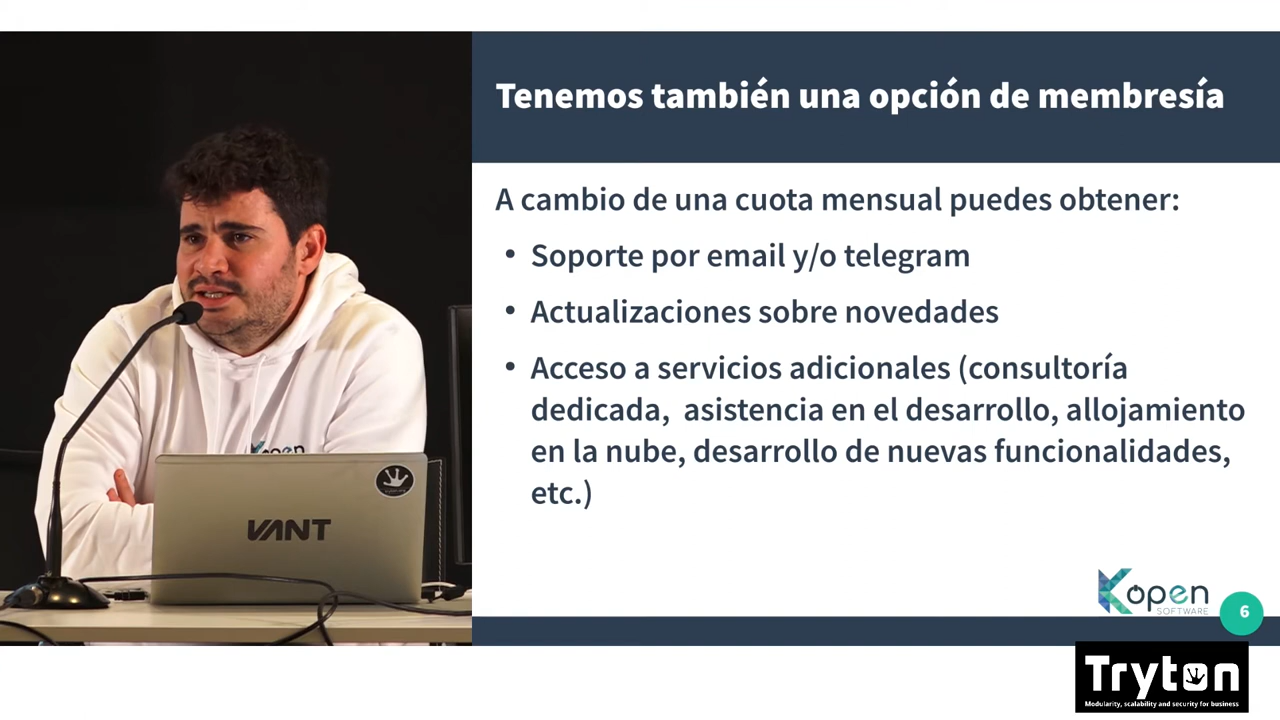 Tenemos también una opción de membresía
A cambio de una cuota mensual puedes obtener:
• Soporte por email y/o telegram
• Actualizaciones sobre novedades
• Acceso a servicios adicionales (consultoría
dedicada,  asistencia en el desarrollo, allojamiento
en la nube, desarrollo de nuevas funcionalidades,
etc.)
Kopen
VANT
Kopen
SOFTWARE
6
Tryton
Modularity, scalability and security for business